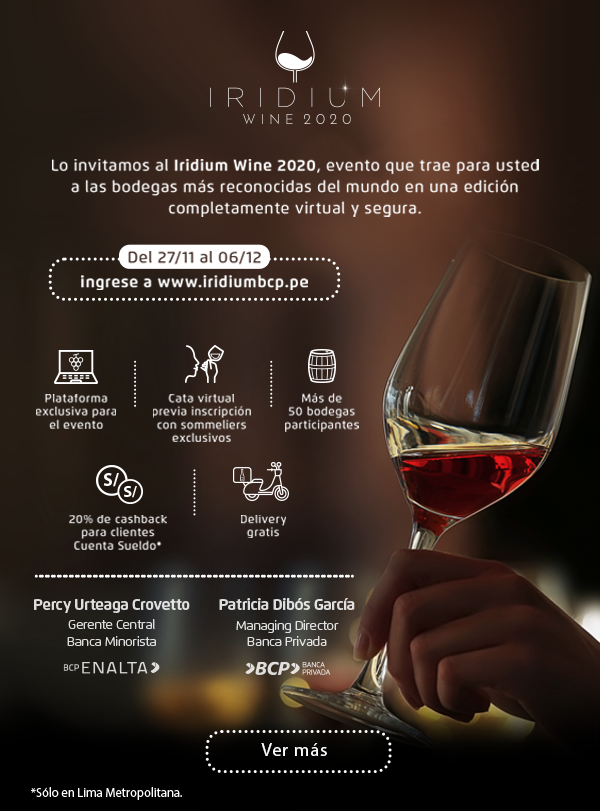 IRIDIUM
WINE 2020
Lo invitamos al Iridium Wine 2020, evento que trae para usted
a las bodegas más reconocidas del mundo en una edición
completamente virtual y segura.
Del 27/11 al 06/12
ingrese a www.iridiumbcp.pe
Plataforma
exclusiva para
el evento
Cata virtual
previa inscripción
con sommeliers
exclusivos
Más de
50 bodegas
participantes
S/
S/
20% de cashback
para clientes
Cuenta Sueldo*
Delivery
gratis
Percy Urteaga Crovetto
Gerente Central
Banca Minorista
BCP ENALTA
Patricia Dibós García
Managing Director
Banca Privada
BCP BANCA
PRIVADA
Ver más
*Sólo en Lima Metropolitana.